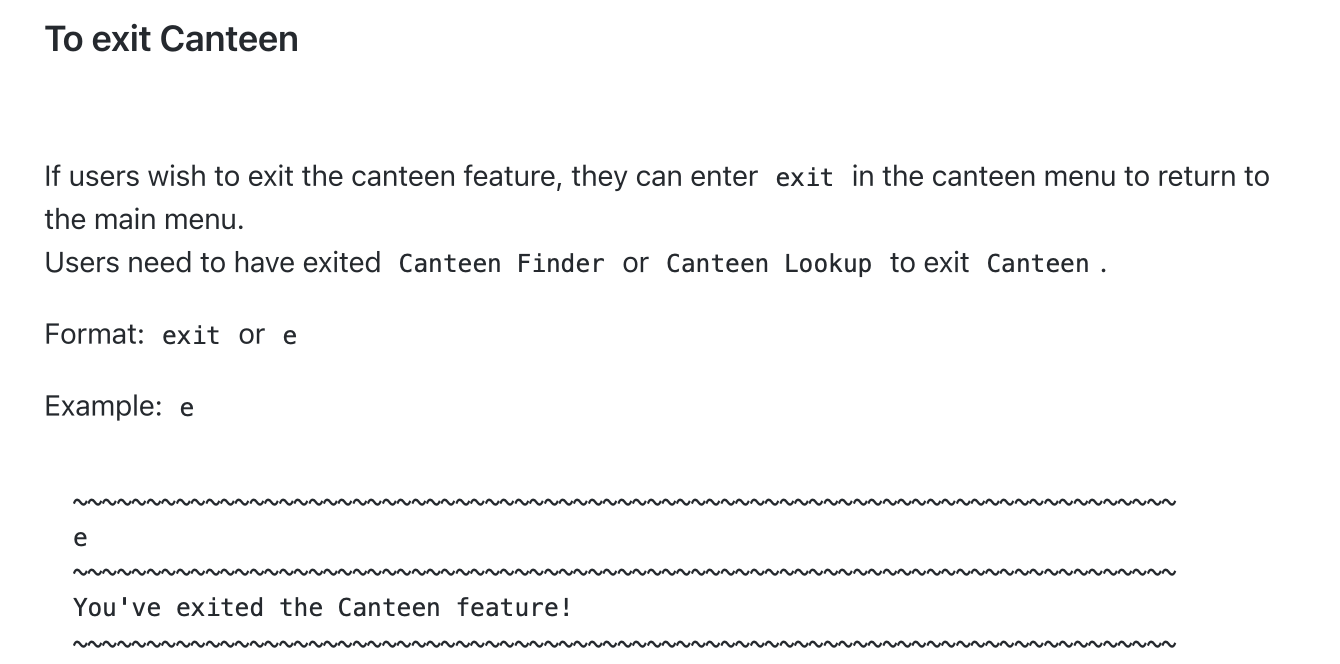 To exit Canteen
If users wish to exit the canteen feature, they can enter exit in the canteen menu to return to
the main menu.
Users need to have exited Canteen Finder or Canteen Lookup to exit Canteen .
Format: exit or e
Example: e
~~~~~~~~~~~~~~~~~~~~~~~~~~~~~~~~~~~~~~~~~~~~~~~~~~~~~~~~~~~~~~~~~~~~~~~~~~~
e
~~~~~~~~~~~~~~~~~~~~~~~~~~~~~~~~~~~~~~~~~~~~~~~~~~~~~~~~~~~~~~~~~~~~~~~~~~~
You've exited the Canteen feature!
~~~~~~~~~~~~~~~~~~~~~~~~~~~~~~~~~~~~~~~~~~~~~~~~~~~~~~~~~~~~~~~~~~~~~~~~~~~